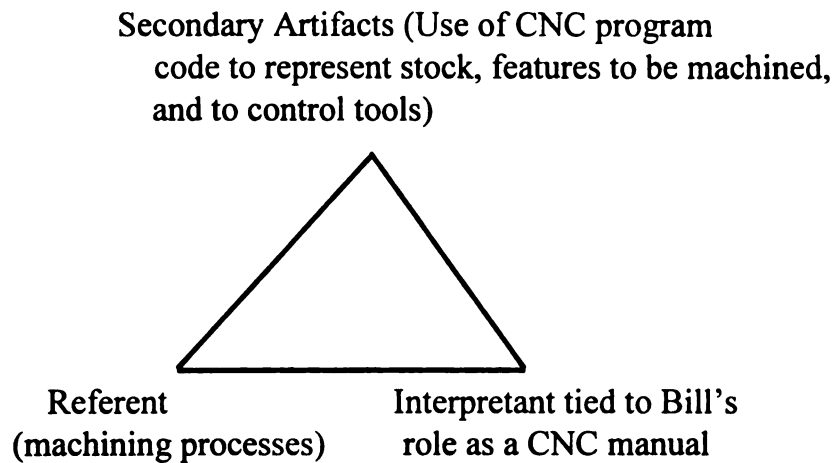 Secondary Artifacts (Use of CNC program
code to represent stock, features to be machined,
and to control tools)
Referent
(machining processes)
Interpretant tied to Bill's
role as a CNC manual